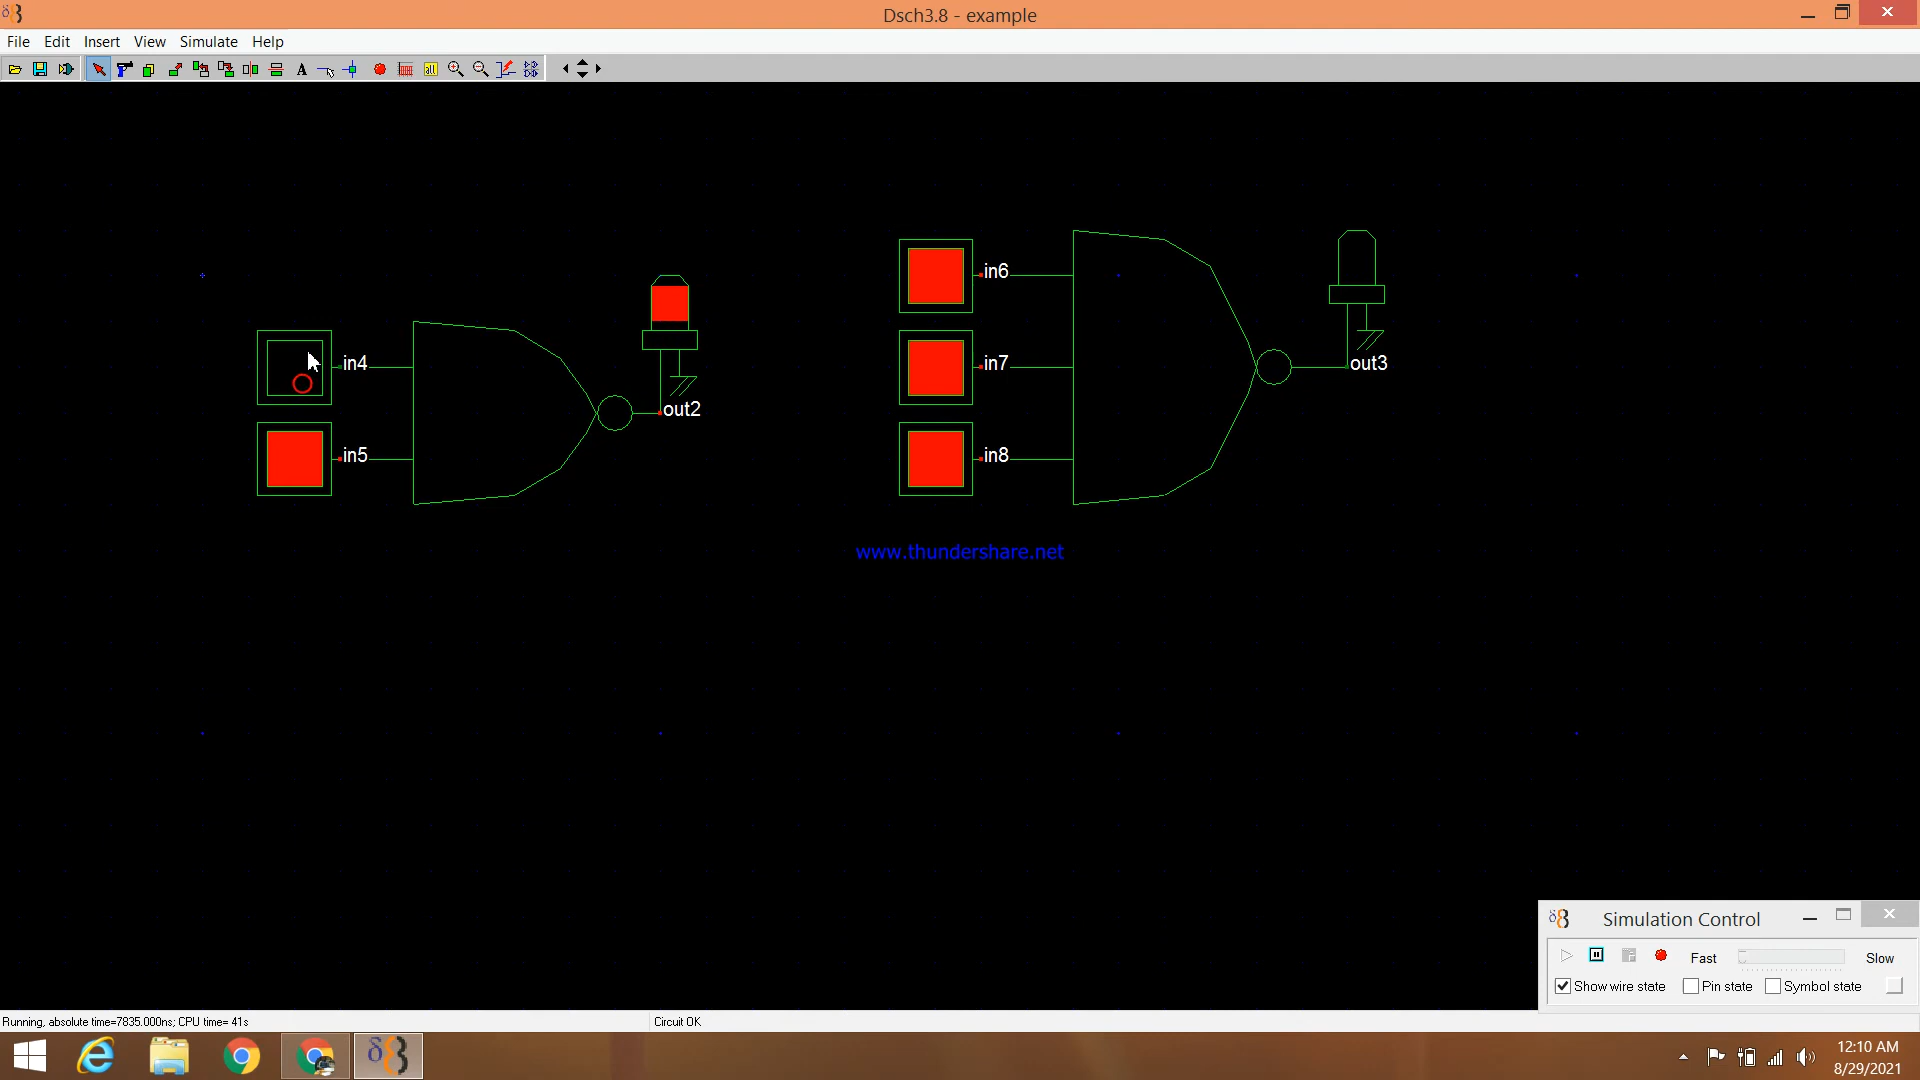 Dsch3.8 - example
File Edit Insert View Simulate Help
A
all
in6
in4
in7
out3
out2
in5
in8
www.thundershare.net
Simulation Control
Fast
Slow
Show wire state
Pin state
Symbol state
Running, absolute time=7835.000ns; CPU time= 41s
Circuit OK
12:10 AM
8/29/2021